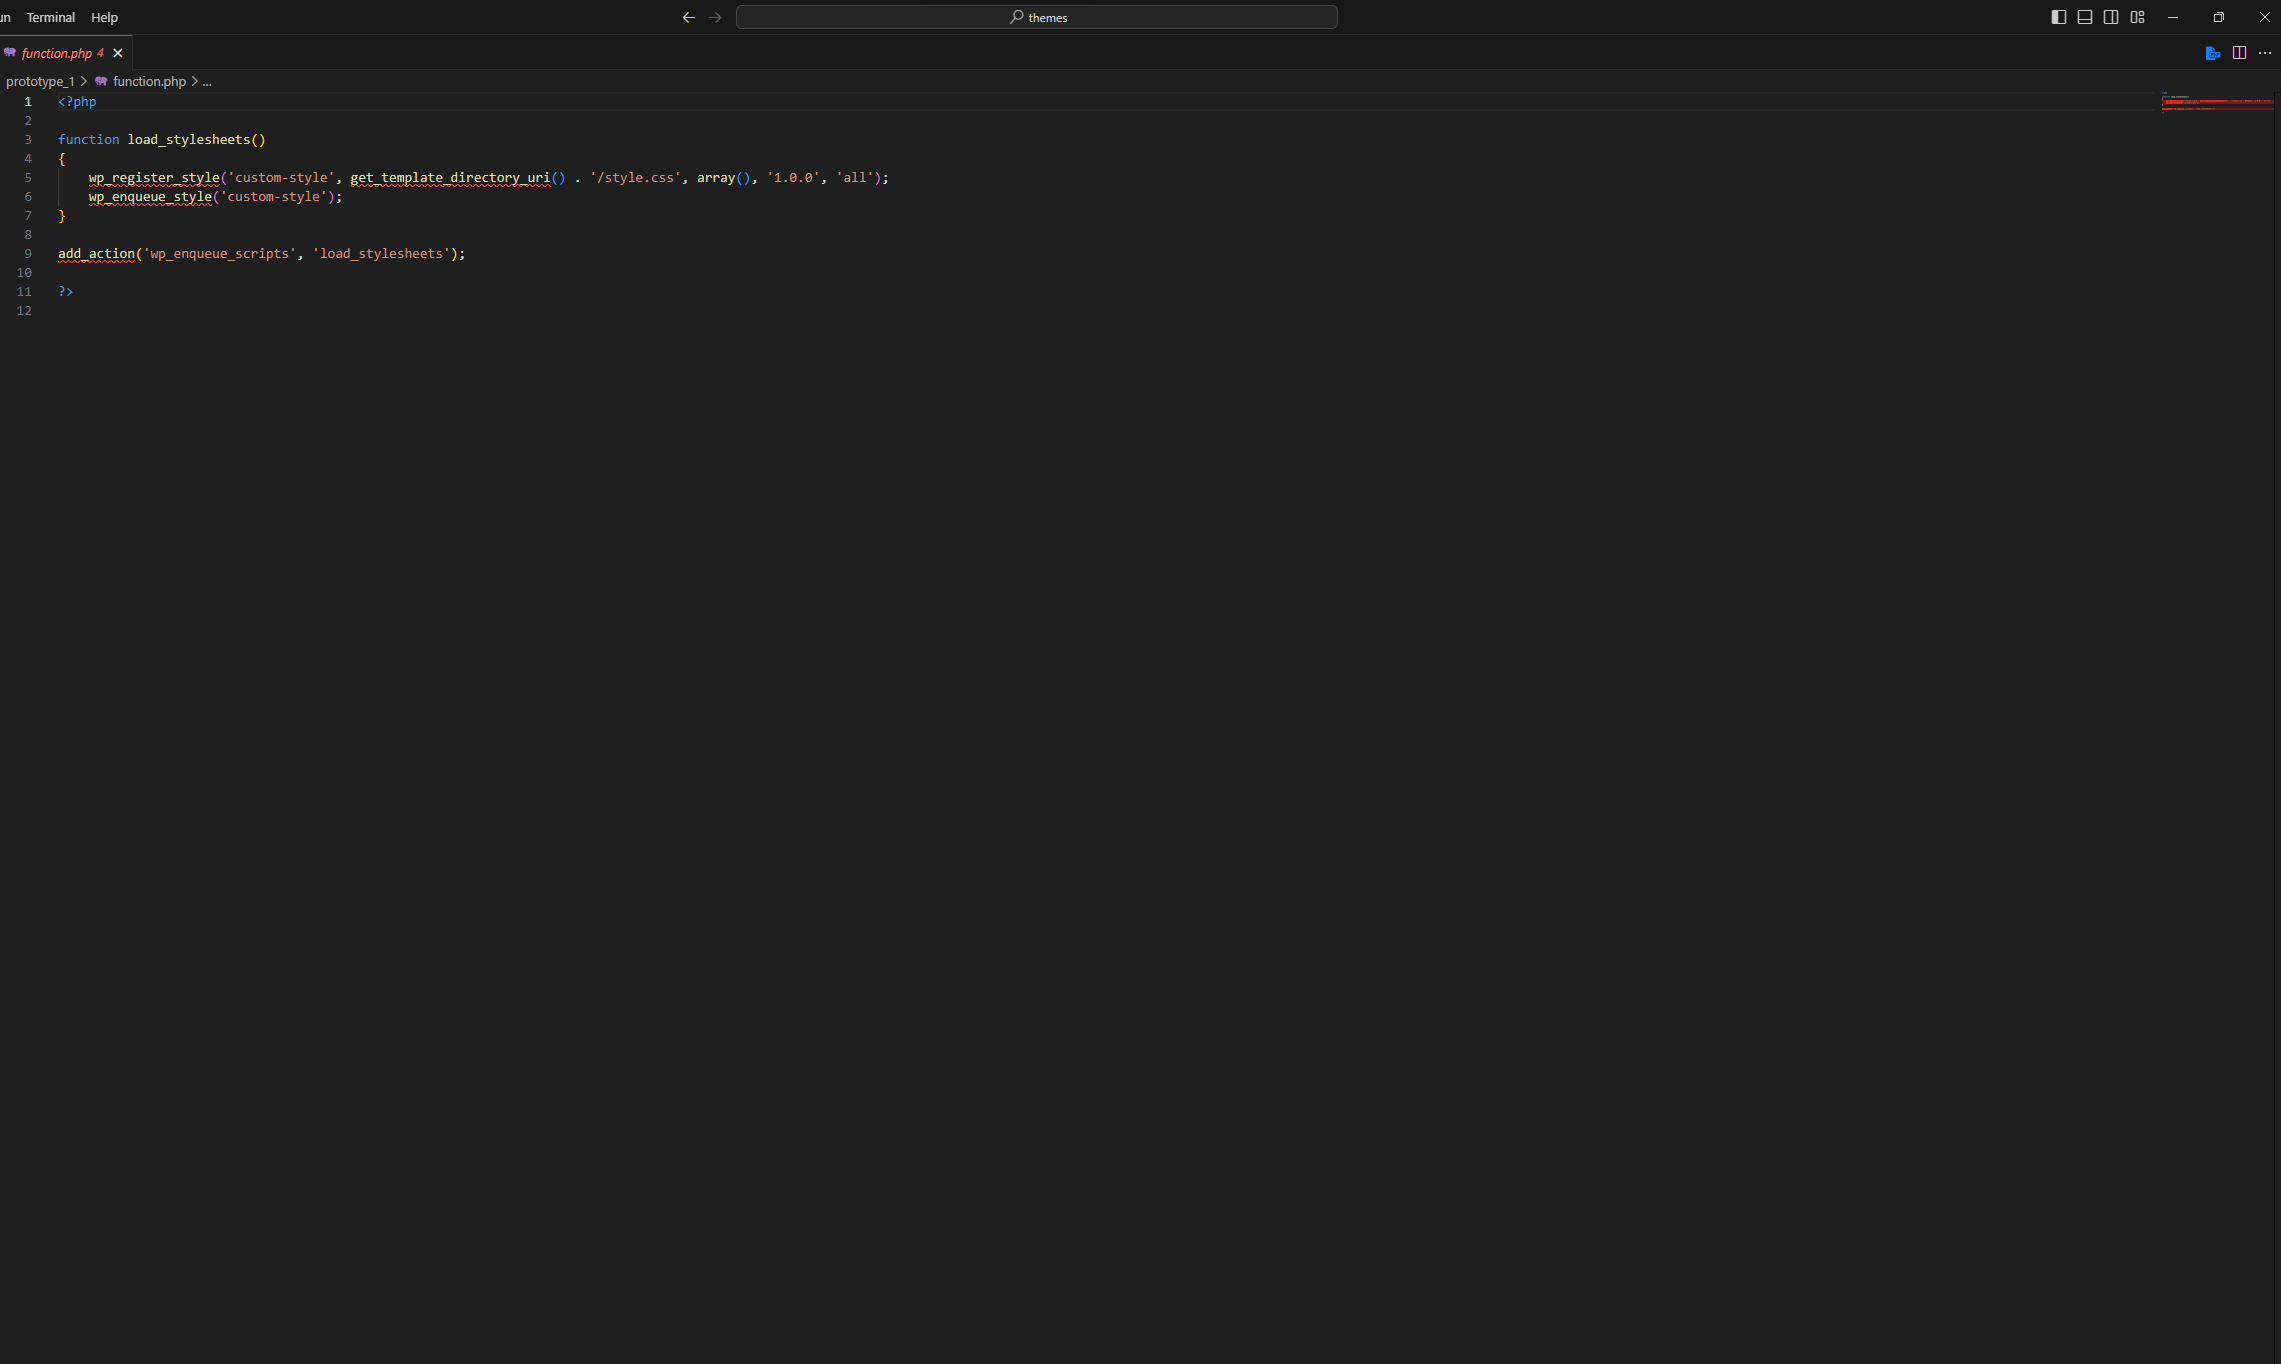 Terminal Help
themes
function.php 4
prototype_1 > function.php > ...
1 <?php
2
3 function load_stylesheets()
4 {
5 wp_register_style('custom-style', get_template_directory_uri() . '/style.css', array(), '1.0.0', 'all');
6 wp_enqueue_style('custom-style');
7 }
8
9 add_action('wp_enqueue_scripts', 'load_stylesheets');
10
11 ?>
12